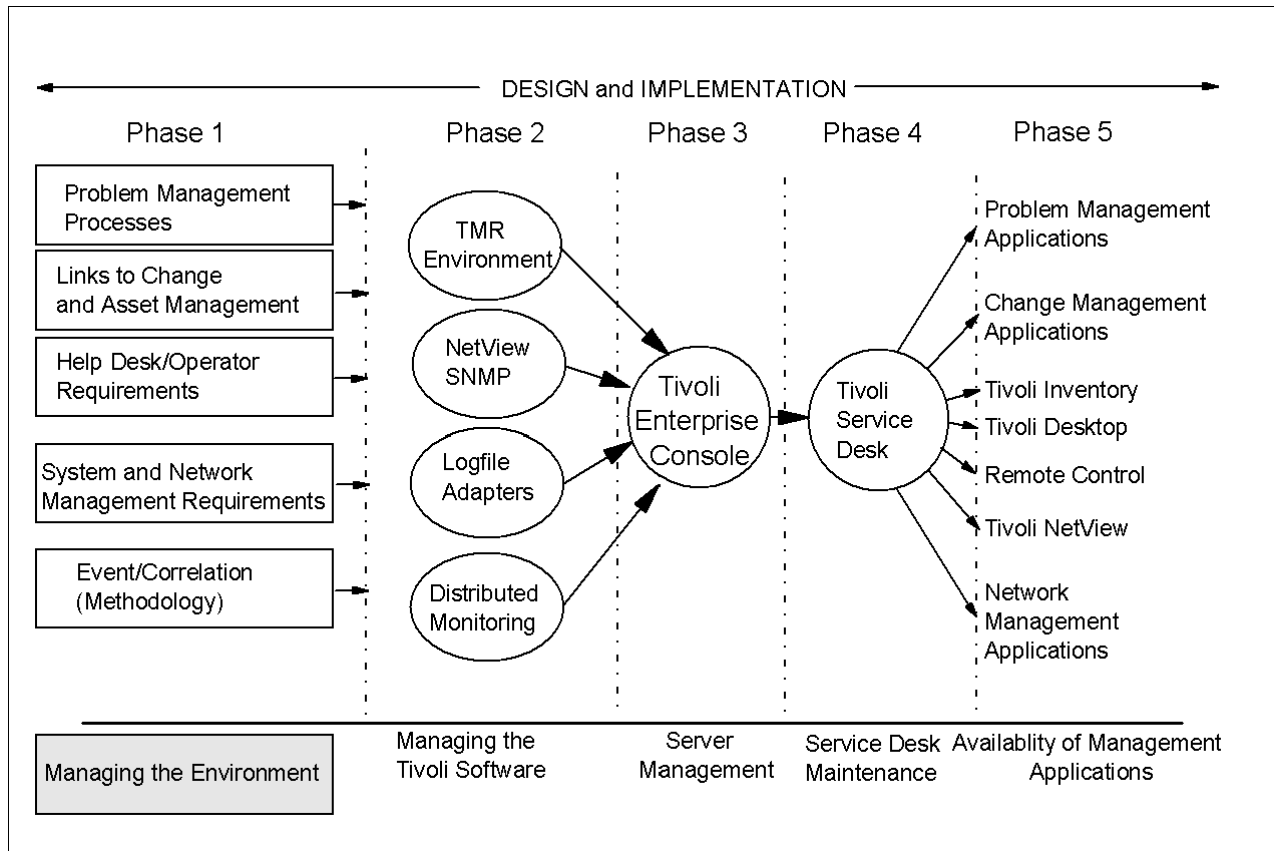 DESIGN and IMPLEMENTATION
Phase 1
Phase 2
Phase 3
Phase 4
Phase 5
Problem Management
Processes
Links to Change
and Asset Management
Help Desk/Operator
Requirements
System and Network
Management Requirements
Event/Correlation
(Methodology)
TMR
Environment
NetView
SNMP
Logfile
Adapters
Distributed
Monitoring
Tivoli
Enterprise
Console
Tivoli
Service
Desk
Problem Management
Applications
Change Management
Applications
Tivoli Inventory
Tivoli Desktop
Remote Control
Tivoli NetView
Network
Management
Applications
Managing the Environment
Managing the
Tivoli Software
Server
Management
Service Desk
Maintenance
Availablity of Management
Applications